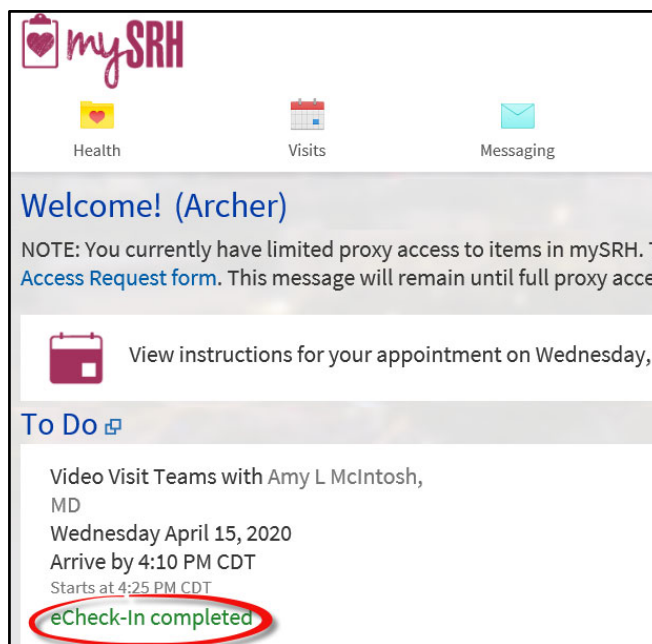 mySRH
Health Visits Messaging
Welcome! (Archer)
NOTE: You currently have limited proxy access to items in mySRH.
Access Request form. This message will remain until full proxy acce
View instructions for your appointment on Wednesday,
To Do
Video Visit Teams with Amy L McIntosh,
MD
Wednesday April 15, 2020
Arrive by 4:10 PM CDT
Starts at 4:25 PM CDT
eCheck-In completed